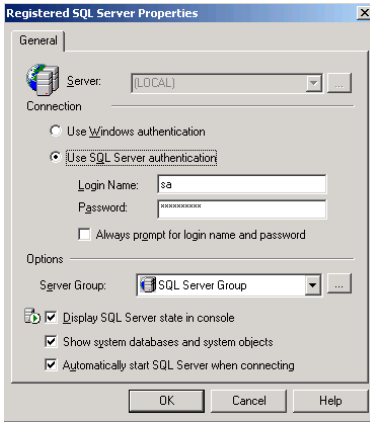 Registered SQL Server Properties
General
Server: (LOCAL) ...
Connection
Use Windows authentication
Use SQL Server authentication
Login Name: sa
Password: **********
Always prompt for login name and password
Options
Server Group: SQL Server Group ...
Display SQL Server state in console
Show system databases and system objects
Automatically start SQL Server when connecting
OK Cancel Help